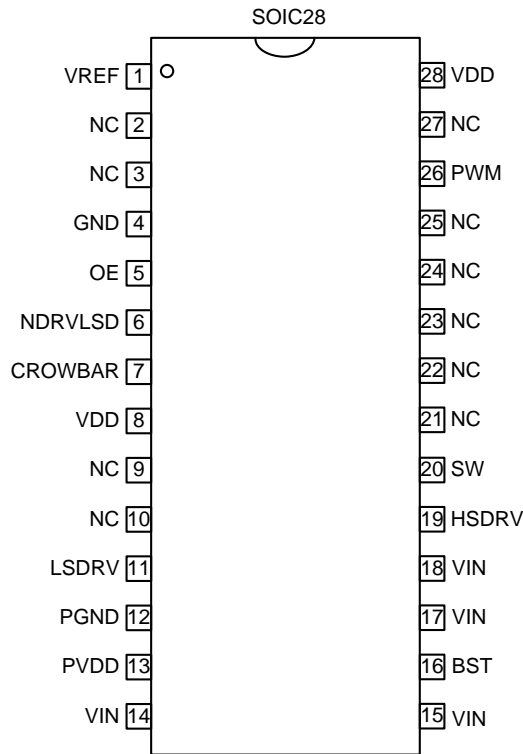 SOIC28
VREF 1
NC 2
NC 3
GND 4
OE 5
NDRVLSD 6
CROWBAR 7
VDD 8
NC 9
NC 10
LSDRV 11
PGND 12
PVDD 13
VIN 14
28 VDD
27 NC
26 PWM
25 NC
24 NC
23 NC
22 NC
21 NC
20 SW
19 HSDRV
18 VIN
17 VIN
16 BST
15 VIN